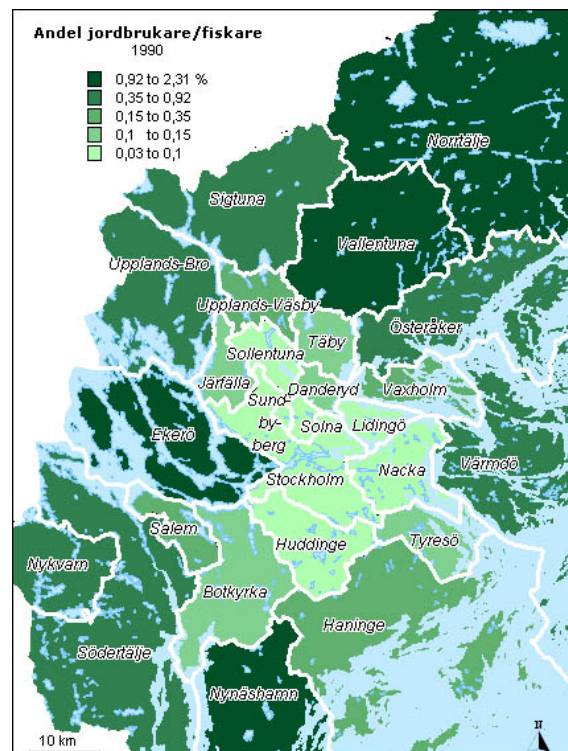 Andel jordbrukare/fiskare
1990
0,92 to 2,31 %
0,35 to 0,92
0,15 to 0,35
0,1 to 0,15
0,03 to 0,1
Norrtälje
Sigtuna
Vallentuna
Upplands-Bro
Upplands-Väsby
Österåker
Täby
Sollentuna
Järfälla
Danderyd
Vaxholm
Sund-
by-
berg
Solna
Lidingö
Ekerö
Stockholm
Nacka
Värmdö
Salem
Huddinge
Tyresö
Nykvarn
Botkyrka
Haninge
Södertälje
Nynäshamn
10 km
N